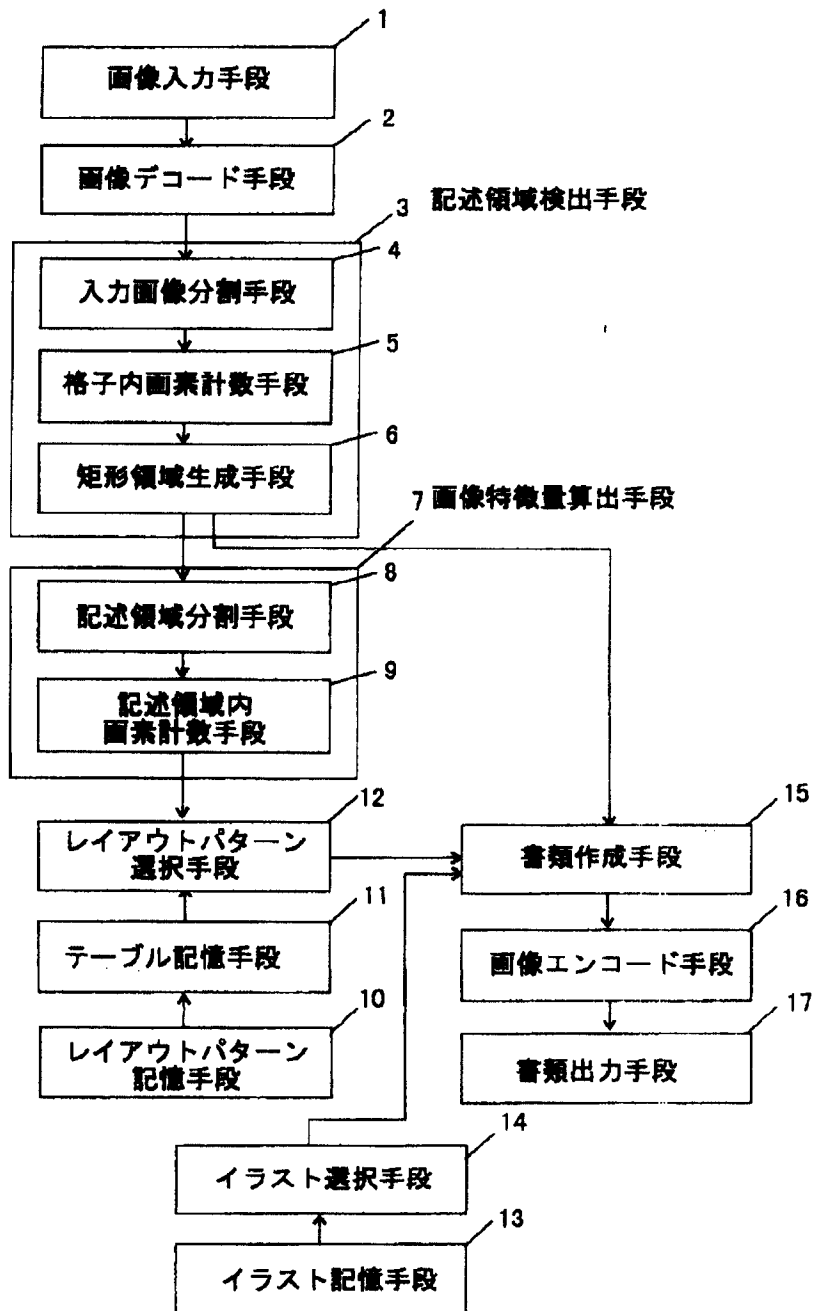 1
画像入力手段
2
画像デコード手段
3 記述領域検出手段
4
入力画像分割手段
5
格子内画素計数手段
6
矩形領域生成手段
7 画像特徴量算出手段
8
記述領域分割手段
9
記述領域内
画素計数手段
12
レイアウトパターン
選択手段
11
テーブル記憶手段
10
レイアウトパターン
記憶手段
15
書類作成手段
16
画像エンコード手段
17
書類出力手段
14
イラスト選択手段
13
イラスト記憶手段